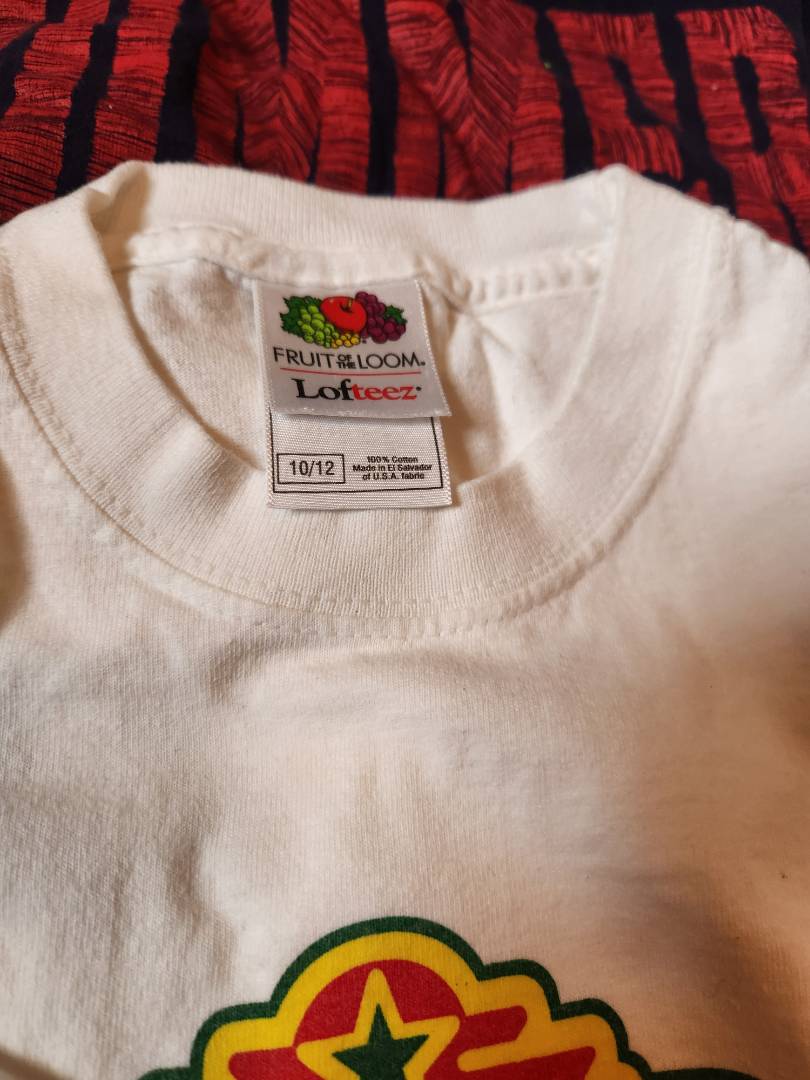 FRUIT OF THE LOOM®
Lofteez®
10/12
100% Cotton
Made in El Salvador
of U.S.A. fabric